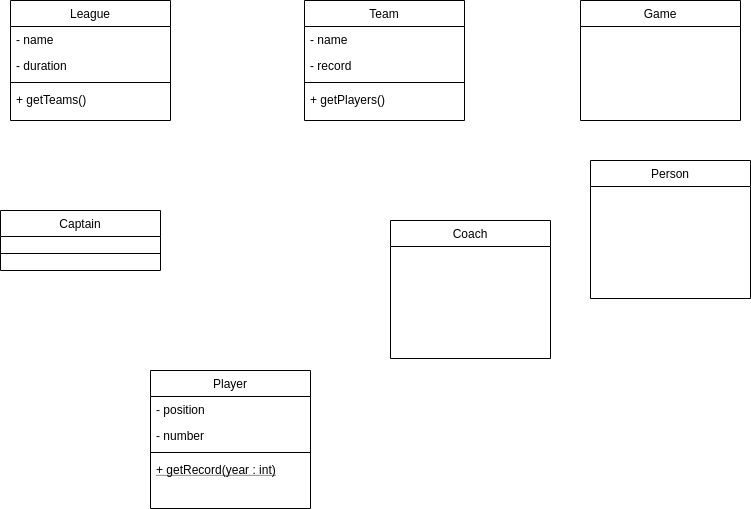 League
- name
- duration
+ getTeams()
Team
- name
- record
+ getPlayers()
Game
Person
Captain
Coach
Player
- position
- number
+ getRecord(year : int)